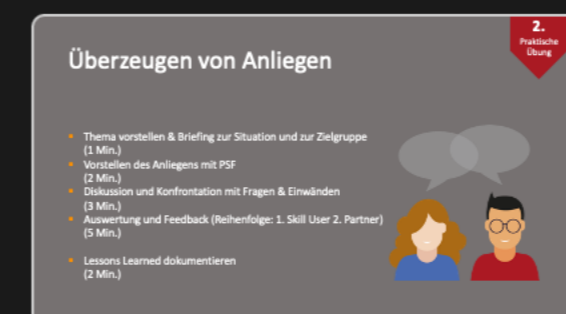 2.
Praktische
Übung
Überzeugen von Anliegen
▪ Thema vorstellen & Briefing zur Situation und zur Zielgruppe
(1 Min.)
▪ Vorstellen des Anliegens mit PSF
(2 Min.)
▪ Diskussion und Konfrontation mit Fragen & Einwänden
(3 Min.)
▪ Auswertung und Feedback (Reihenfolge: 1. Skill User 2. Partner)
(5 Min.)
▪ Lessons Learned dokumentieren
(2 Min.)